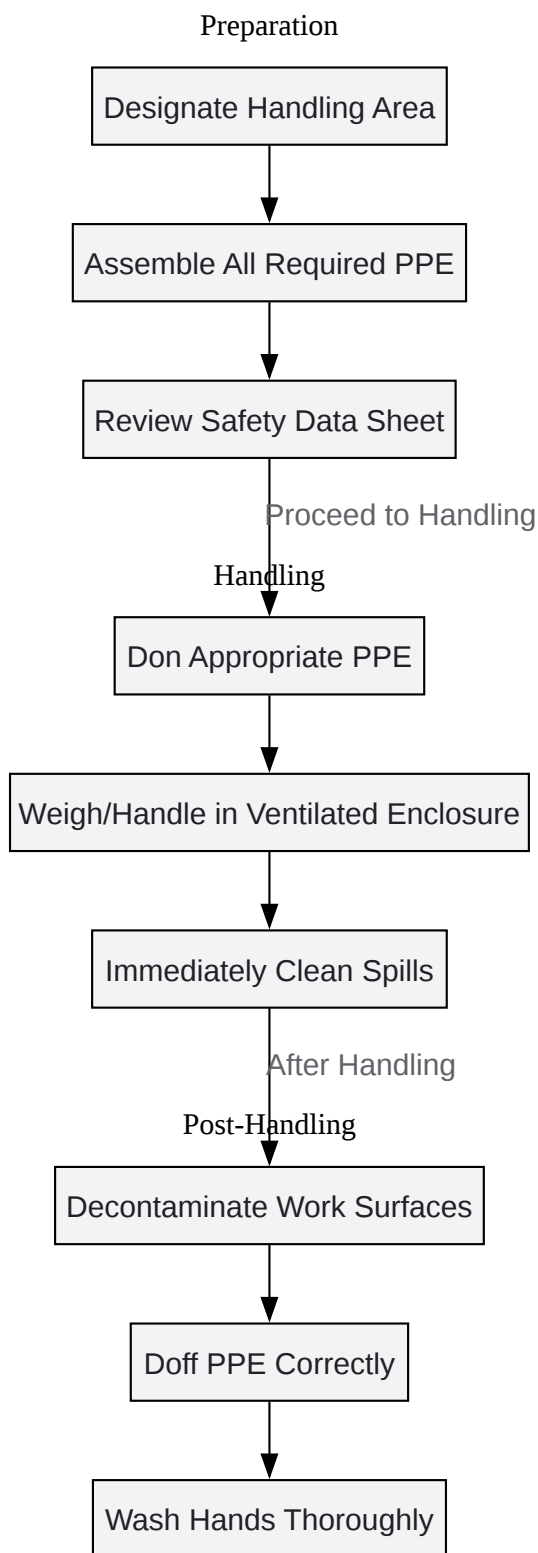 Preparation
Designate Handling Area
Assemble All Required PPE
Review Safety Data Sheet
Proceed to Handling
Handling
Don Appropriate PPE
Weigh/Handle in Ventilated Enclosure
Immediately Clean Spills
After Handling
Post-Handling
Decontaminate Work Surfaces
Doff PPE Correctly
Wash Hands Thoroughly